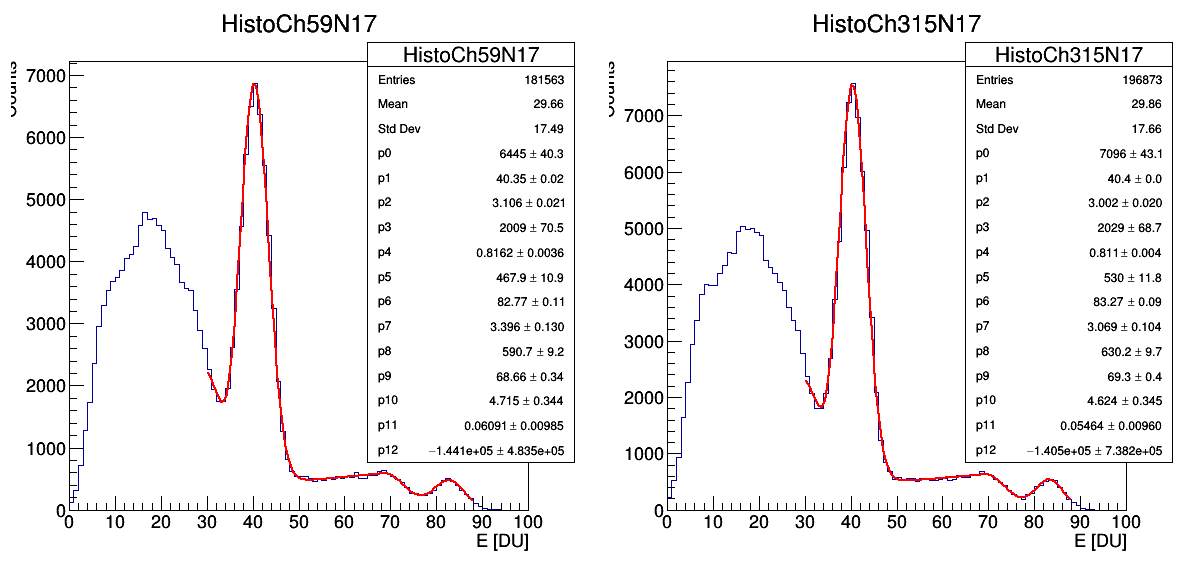 HistoCh59N17
HistoCh59N17
Entries 181563
Mean 29.66
Std Dev 17.49
p0 6445 ± 40.3
p1 40.35 ± 0.02
p2 3.106 ± 0.021
p3 2009 ± 70.5
p4 0.8162 ± 0.0036
p5 467.9 ± 10.9
p6 82.77 ± 0.11
p7 3.396 ± 0.130
p8 590.7 ± 9.2
p9 68.66 ± 0.34
p10 4.715 ± 0.344
p11 0.06091 ± 0.00985
p12 −1.441e+05 ± 4.835e+05
7000
6000
5000
4000
3000
2000
1000
0
0 10 20 30 40 50 60 70 80 90 100
E [DU]
HistoCh315N17
HistoCh315N17
Entries 196873
Mean 29.86
Std Dev 17.66
p0 7096 ± 43.1
p1 40.4 ± 0.0
p2 3.002 ± 0.020
p3 2029 ± 68.7
p4 0.811 ± 0.004
p5 530 ± 11.8
p6 83.27 ± 0.09
p7 3.069 ± 0.104
p8 630.2 ± 9.7
p9 69.3 ± 0.4
p10 4.624 ± 0.345
p11 0.05464 ± 0.00960
p12 −1.405e+05 ± 7.382e+05
7000
6000
5000
4000
3000
2000
1000
0
0 10 20 30 40 50 60 70 80 90 100
E [DU]